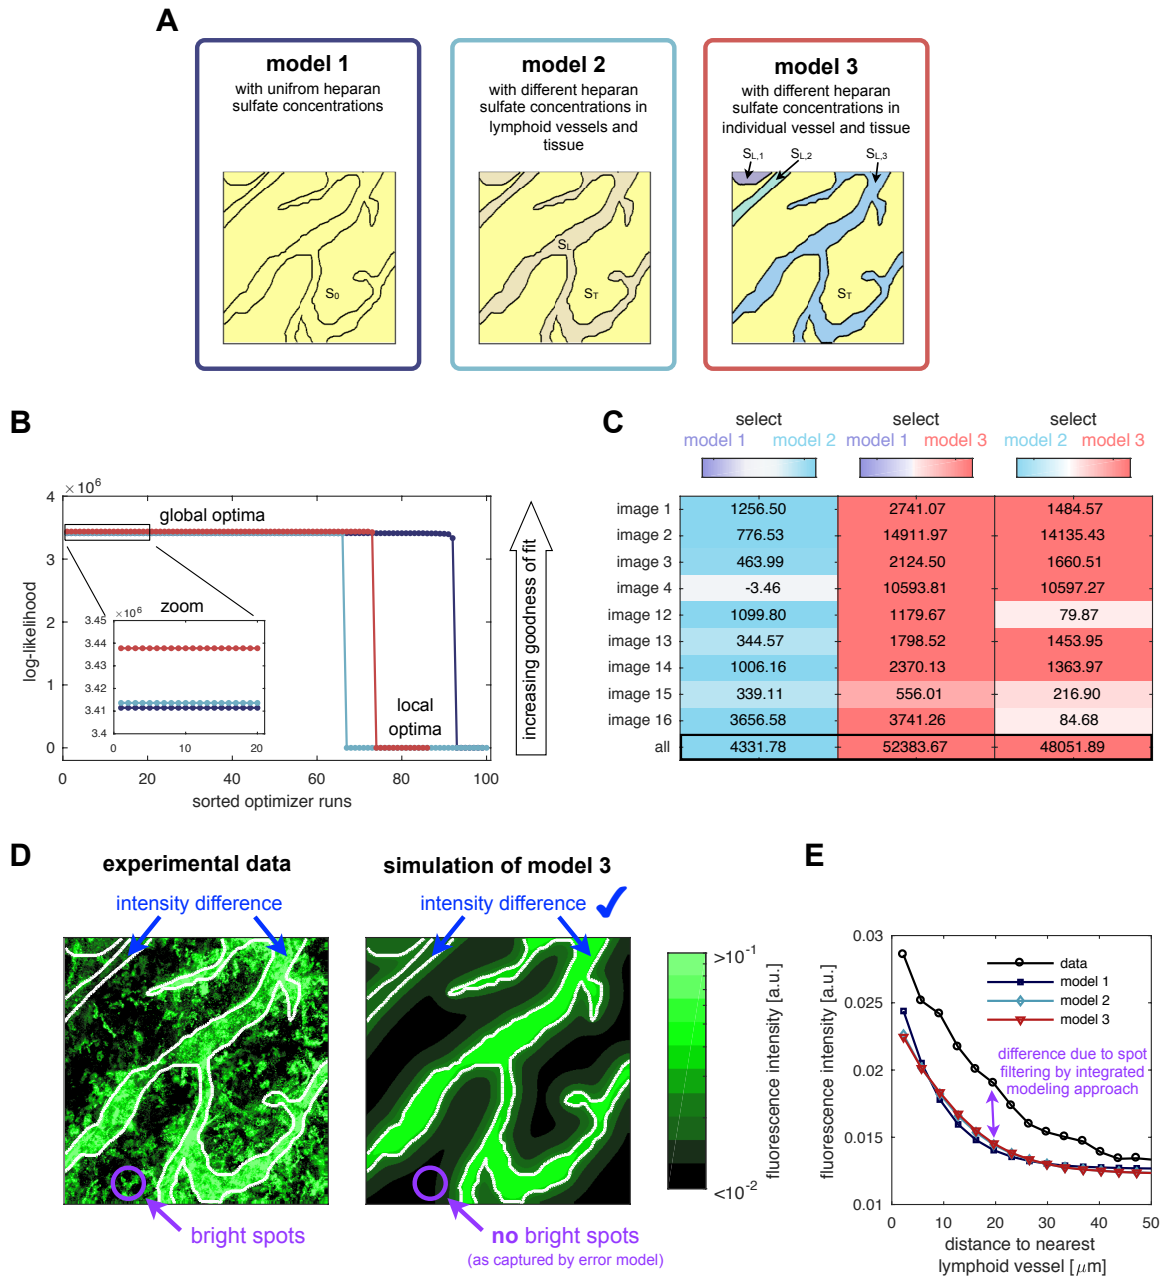 A
model 1
with unifrom heparan
sulfate concentrations
S0
model 2
with different heparan
sulfate concentrations in
lymphoid vessels and
tissue
SL
ST
model 3
with different heparan
sulfate concentrations in
individual vessel and tissue
SL,1 SL,2 SL,3
ST
B
×10^6
4
3
2
1
0
log-likelihood
global optima
zoom
×10^6
3.45
3.44
3.43
3.42
3.41
3.4
0 10 20
local
optima
0 20 40 60 80 100
sorted optimizer runs
increasing goodness of fit
C
select select select
model 1 model 2 model 1 model 3 model 2 model 3
image 1 1256.50 2741.07 1484.57
image 2 776.53 14911.97 14135.43
image 3 463.99 2124.50 1660.51
image 4 -3.46 10593.81 10597.27
image 12 1099.80 1179.67 79.87
image 13 344.57 1798.52 1453.95
image 14 1006.16 2370.13 1363.97
image 15 339.11 556.01 216.90
image 16 3656.58 3741.26 84.68
all 4331.78 52383.67 48051.89
D
experimental data
intensity difference
bright spots
simulation of model 3
intensity difference ✓
no bright spots
(as captured by error model)
>10^-1
<10^-2
fluorescence intensity [a.u.]
E
0.03
0.025
0.02
0.015
0.01
fluorescence intensity [a.u.]
data
model 1
model 2
model 3
difference due to spot
filtering by integrated
modeling approach
0 10 20 30 40 50
distance to nearest
lymphoid vessel [μm]